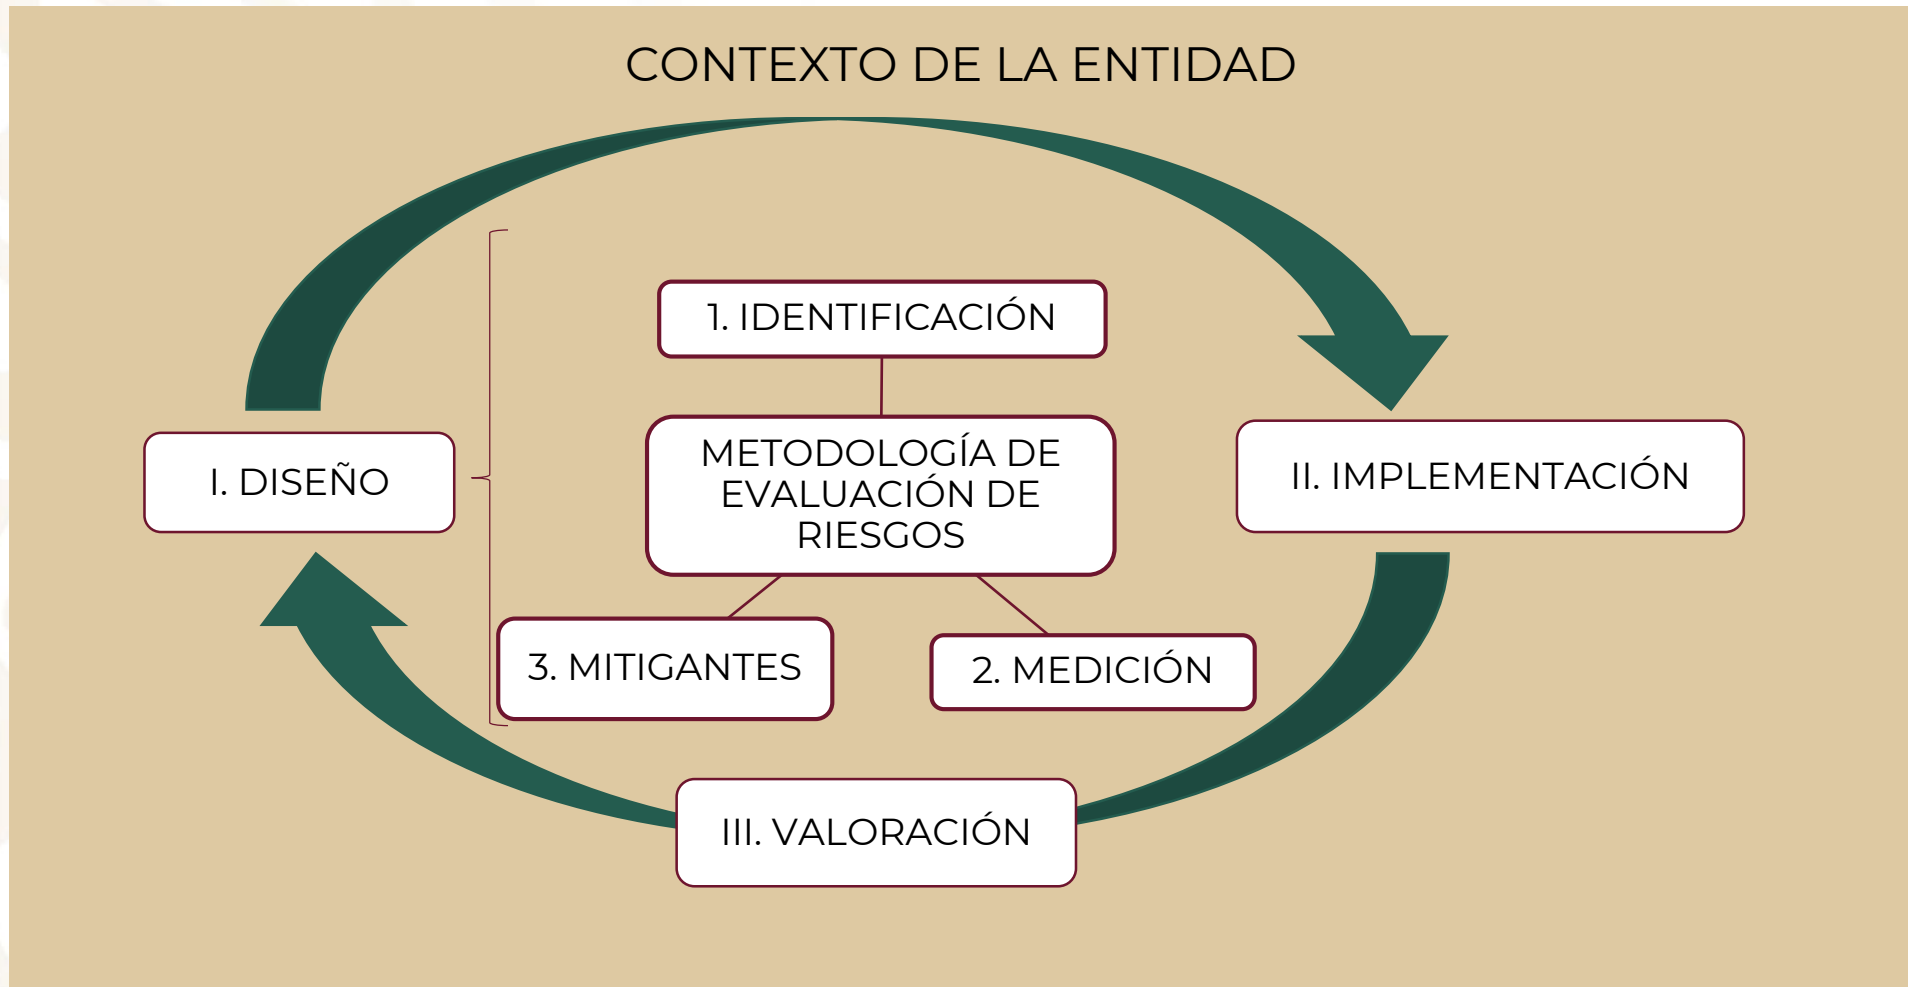 CONTEXTO DE LA ENTIDAD
1. IDENTIFICACIÓN
I. DISEÑO
METODOLOGÍA DE
EVALUACIÓN DE
RIESGOS
II. IMPLEMENTACIÓN
3. MITIGANTES
2. MEDICIÓN
III. VALORACIÓN